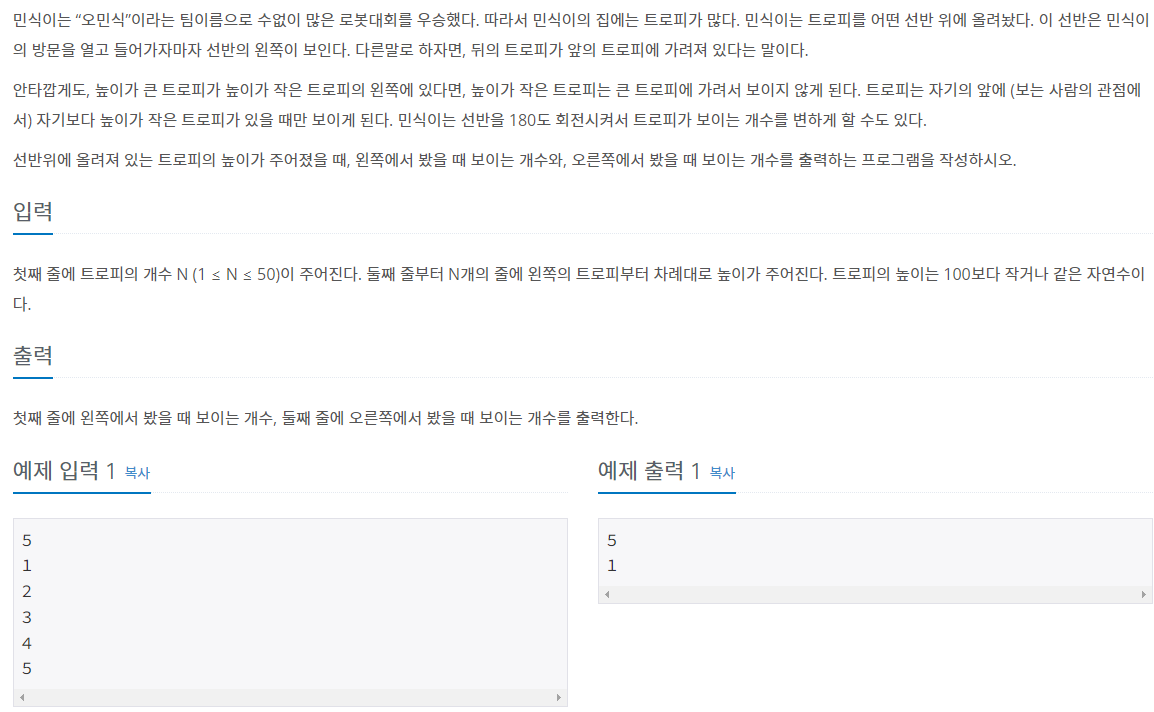 민식이는 “오민식”이라는 팀이름으로 수없이 많은 로봇대회를 우승했다. 따라서 민식이의 집에는 트로피가 많다. 민식이는 트로피를 어떤 선반 위에 올려놨다. 이 선반은 민식이
의 방문을 열고 들어가자마자 선반의 왼쪽이 보인다. 다른말로 하자면, 뒤의 트로피가 앞의 트로피에 가려져 있다는 말이다.
안타깝게도, 높이가 큰 트로피가 높이가 작은 트로피의 왼쪽에 있다면, 높이가 작은 트로피는 큰 트로피에 가려서 보이지 않게 된다. 트로피는 자기의 앞에 (보는 사람의 관점에
서) 자기보다 높이가 작은 트로피가 있을 때만 보이게 된다. 민식이는 선반을 180도 회전시켜서 트로피가 보이는 개수를 변하게 할 수도 있다.
선반위에 올려져 있는 트로피의 높이가 주어졌을 때, 왼쪽에서 봤을 때 보이는 개수와, 오른쪽에서 봤을 때 보이는 개수를 출력하는 프로그램을 작성하시오.
입력
첫째 줄에 트로피의 개수 N (1 ≤ N ≤ 50)이 주어진다. 둘째 줄부터 N개의 줄에 왼쪽의 트로피부터 차례대로 높이가 주어진다. 트로피의 높이는 100보다 작거나 같은 자연수이
다.
출력
첫째 줄에 왼쪽에서 봤을 때 보이는 개수, 둘째 줄에 오른쪽에서 봤을 때 보이는 개수를 출력한다.
예제 입력 1 복사
5
1
2
3
4
5
예제 출력 1 복사
5
1